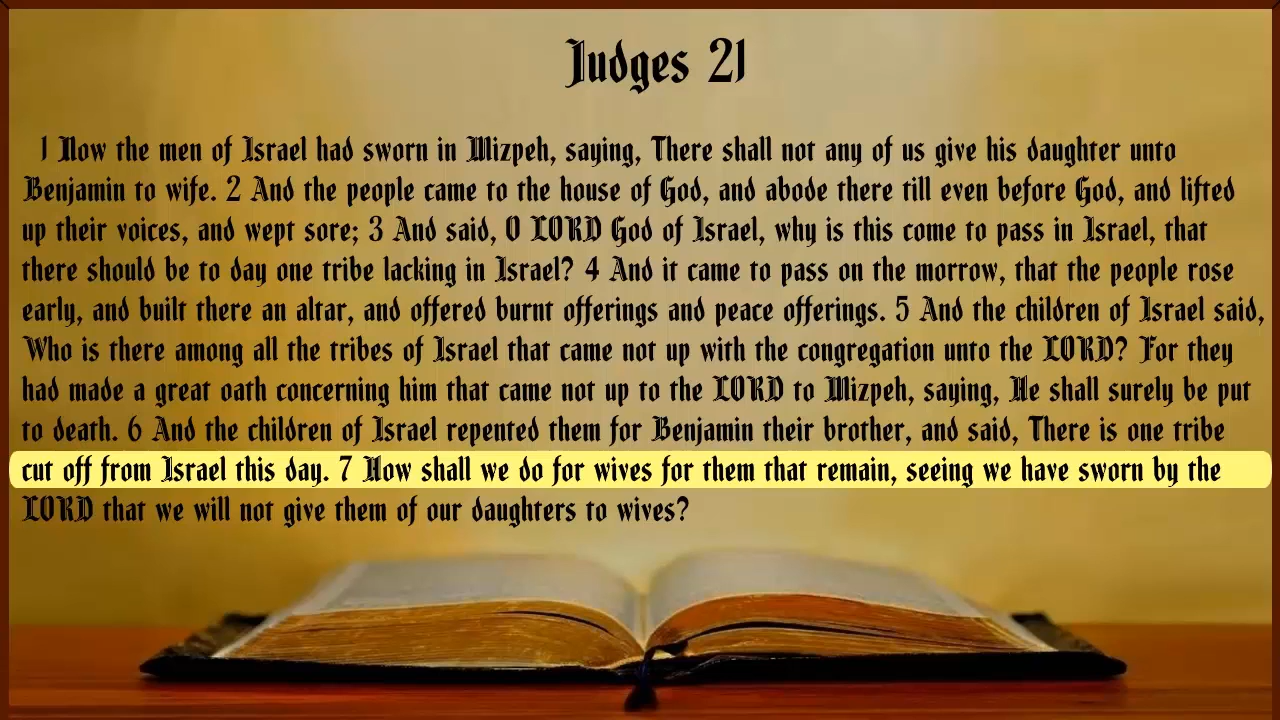 Judges 21
1 Now the men of Israel had sworn in Mizpeh, saying, There shall not any of us give his daughter unto
Benjamin to wife. 2 And the people came to the house of God, and abode there till even before God, and lifted
up their voices, and wept sore; 3 And said, O LORD God of Israel, why is this come to pass in Israel, that
there should be to day one tribe lacking in Israel? 4 And it came to pass on the morrow, that the people rose
early, and built there an altar, and offered burnt offerings and peace offerings. 5 And the children of Israel said,
Who is there among all the tribes of Israel that came not up with the congregation unto the LORD? For they
had made a great oath concerning him that came not up to the LORD to Mizpeh, saying, He shall surely be put
to death. 6 And the children of Israel repented them for Benjamin their brother, and said, There is one tribe
cut off from Israel this day. 7 How shall we do for wives for them that remain, seeing we have sworn by the
LORD that we will not give them of our daughters to wives?